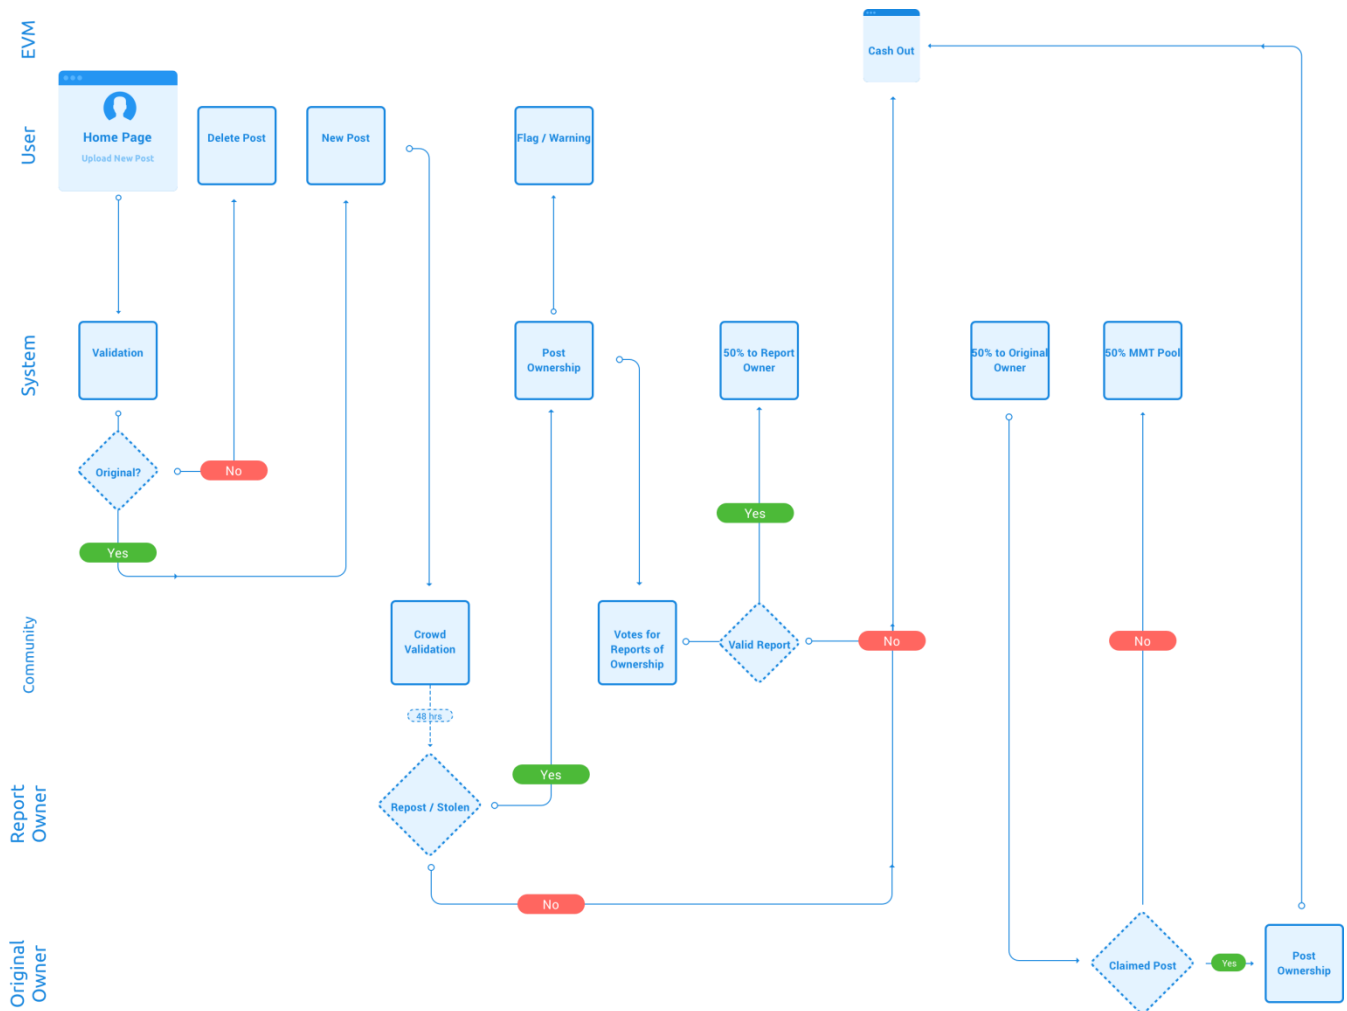 EVM
Cash Out
User
Home Page
Upload New Post
Delete Post
New Post
Flag / Warning
System
Validation
Post
Ownership
50% to Report
Owner
50% to Original
Owner
50% MMT Pool
Original?
No
Yes
Yes
Community
Crowd
Validation
Votes for
Reports of
Ownership
Valid Report
No
No
48 hrs
Report
Owner
Yes
Repost / Stolen
No
Original
Owner
Claimed Post
Yes
Post
Ownership